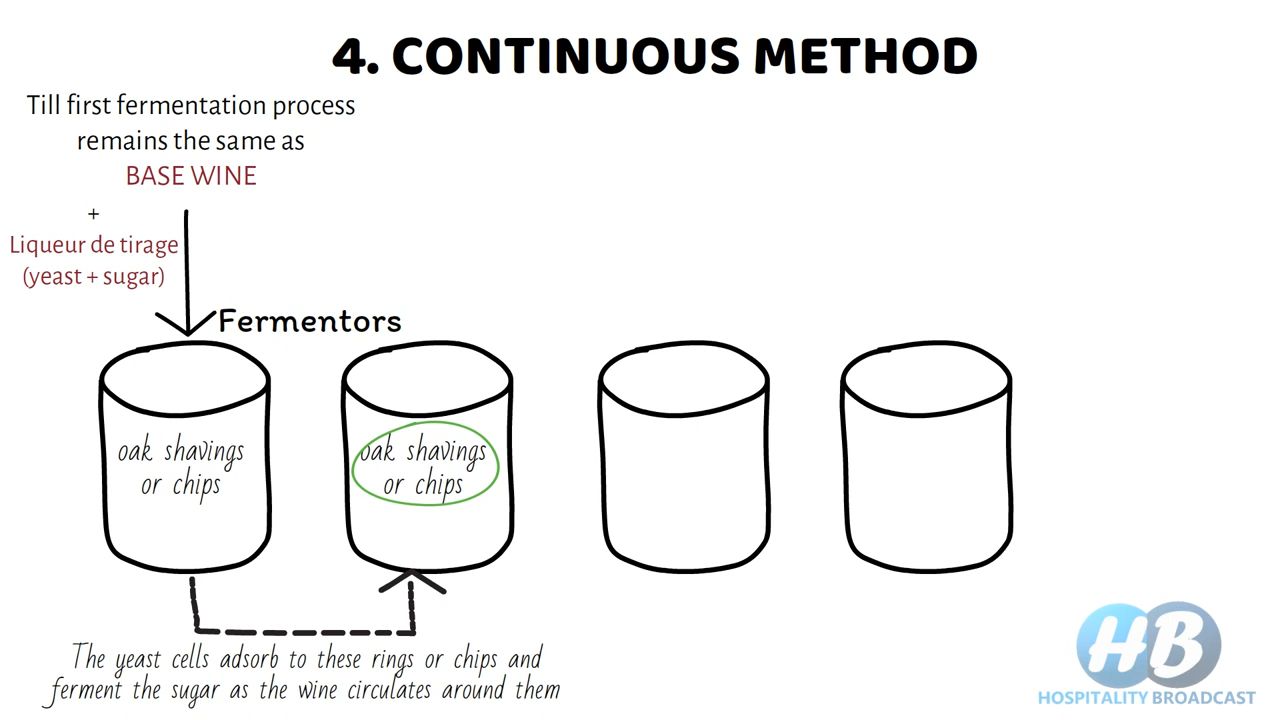 4. CONTINUOUS METHOD
Till first fermentation process
remains the same as
BASE WINE
+
Liqueur de tirage
(yeast + sugar)
Fermentors
oak shavings
or chips
oak shavings
or chips
The yeast cells adsorb to these rings or chips and
ferment the sugar as the wine circulates around them
HB
HOSPITALITY BROADCAST